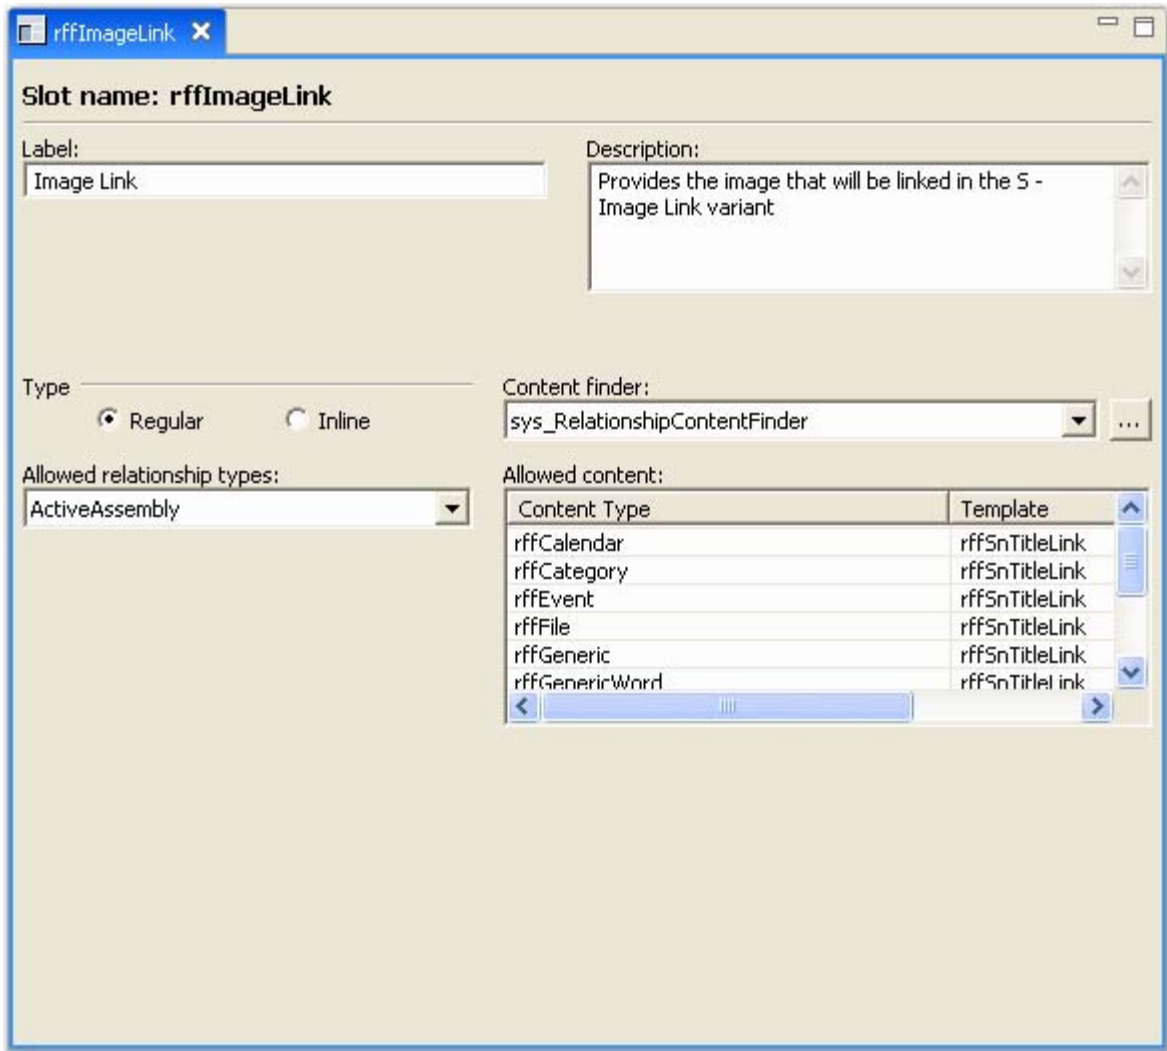 rffImageLink
Slot name: rffImageLink
Label:
Image Link
Description:
Provides the image that will be linked in the S -
Image Link variant
Type
Regular
Inline
Content finder:
sys_RelationshipContentFinder
...
Allowed relationship types:
ActiveAssembly
Allowed content:
Content Type Template
rffCalendar rffSnTitleLink
rffCategory rffSnTitleLink
rffEvent rffSnTitleLink
rffFile rffSnTitleLink
rffGeneric rffSnTitleLink
rffGenericWord rffSnTitleLink